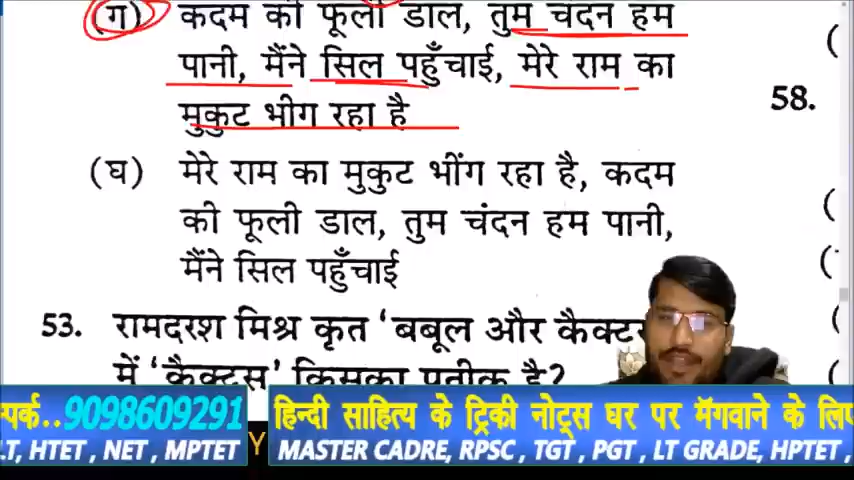 (ग) कदम की फूली डाल, तुम चंदन हम
पानी, मैंने सिल पहुँचाई, मेरे राम का
मुकुट भीग रहा है
58.
(घ) मेरे राम का मुकुट भींग रहा है, कदम
की फूली डाल, तुम चंदन हम पानी,
मैंने सिल पहुँचाई
53. रामदरश मिश्र कृत 'बबूल और
में 'कैक्टस' किसका प्रतीक है?
9098609291 हिन्दी साहित्य के ट्रिकी नोट्स घर पर मँगवाने के
HTET , NET , MPTET Y MASTER CADRE, RPSC , TGT , PGT , LT GRADE, HPTET ,